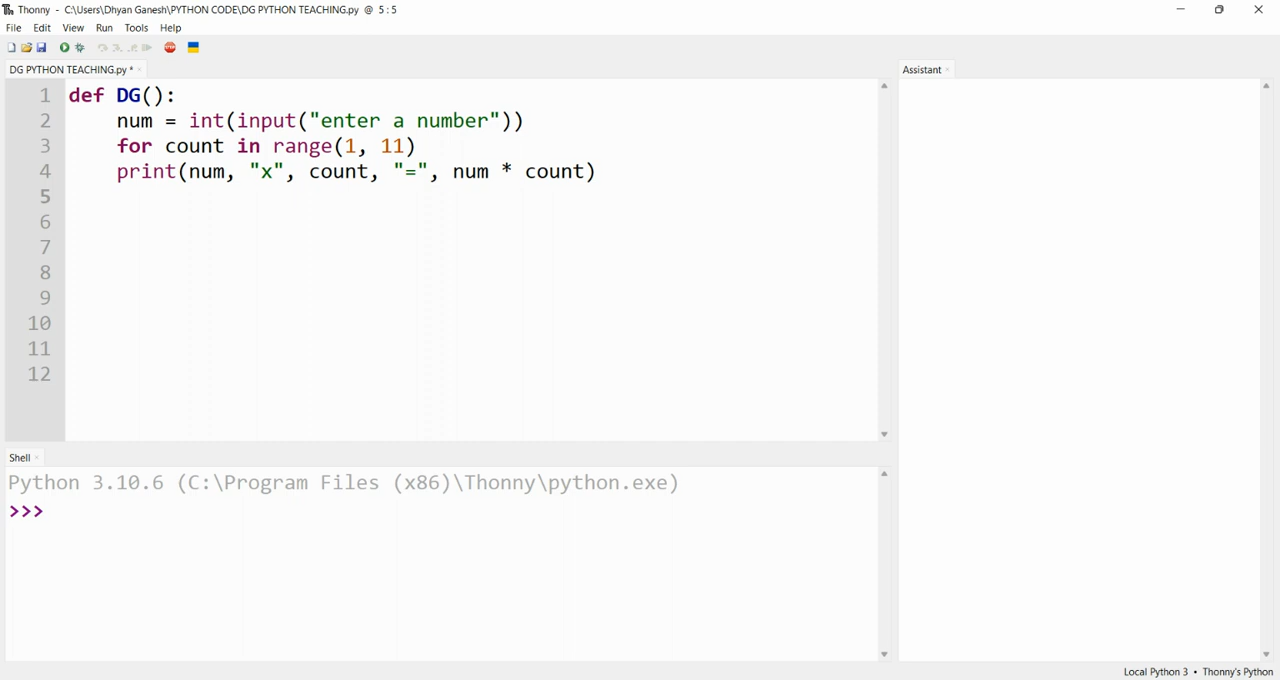 Thonny - C:\Users\Dhyan Ganesh\PYTHON CODE\DG PYTHON TEACHING.py @ 5 : 5
File Edit View Run Tools Help
DG PYTHON TEACHING.py * ×
Assistant ×
1 def DG():
2 num = int(input("enter a number"))
3 for count in range(1, 11)
4 print(num, "x", count, "=", num * count)
5
6
7
8
9
10
11
12
Shell ×
Python 3.10.6 (C:\Program Files (x86)\Thonny\python.exe)
>>>
Local Python 3 • Thonny's Python